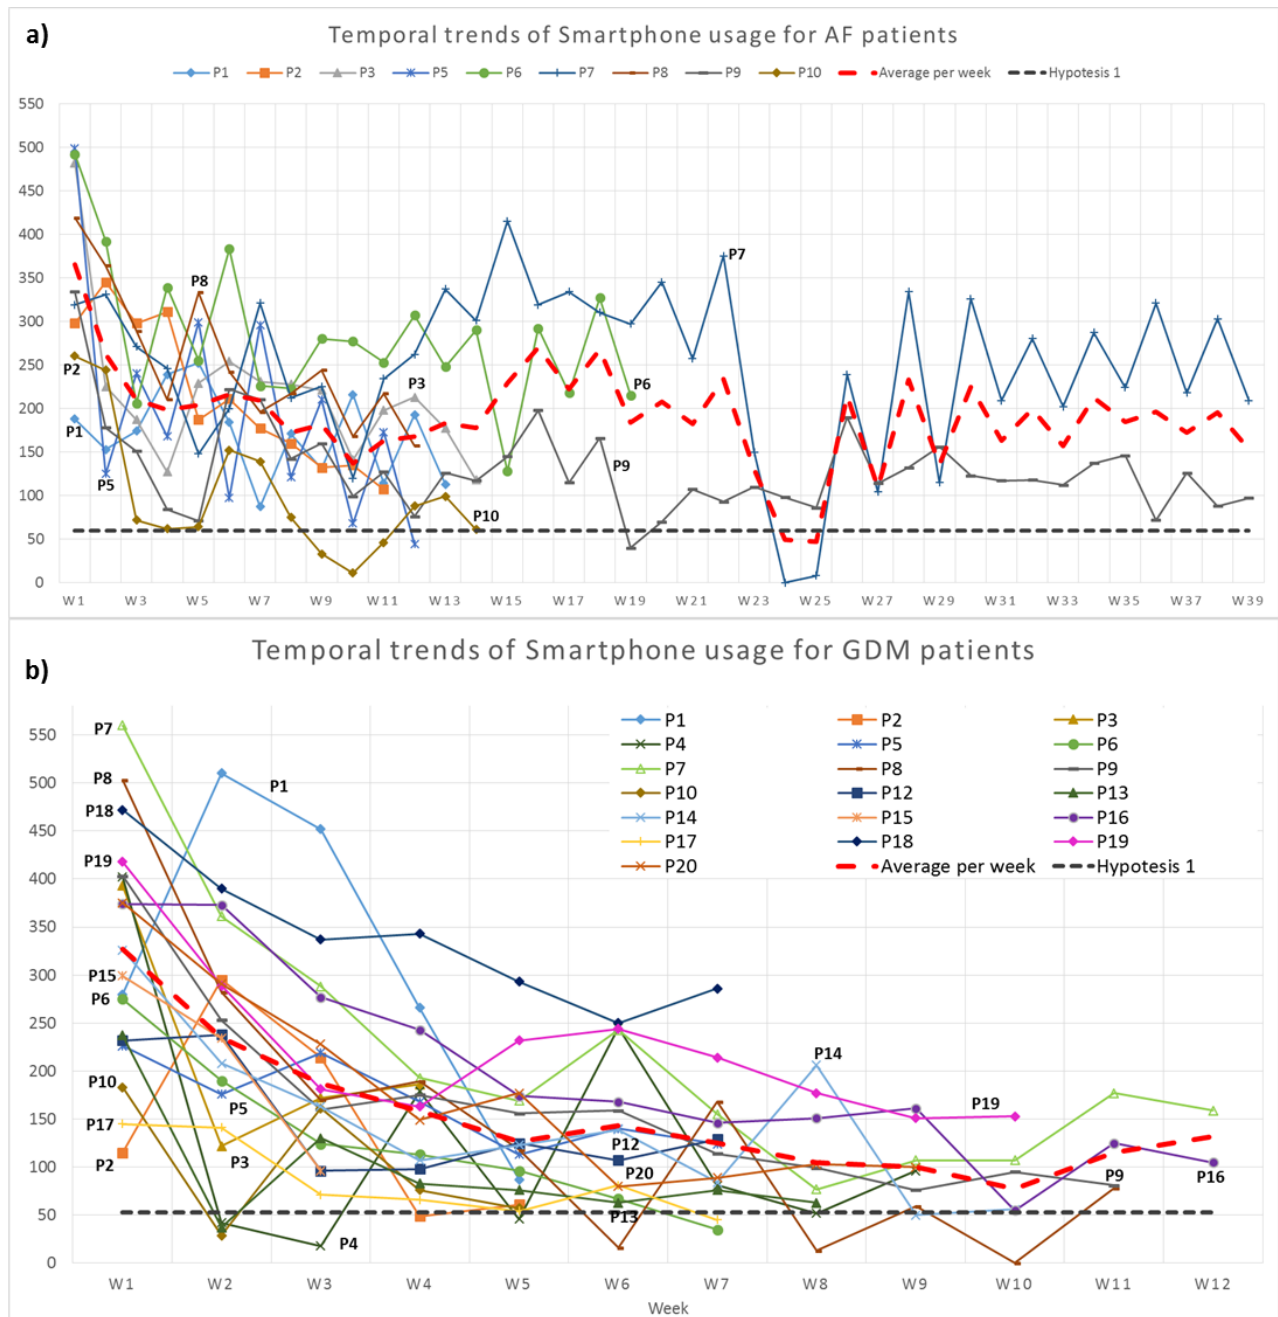 a)
Temporal trends of Smartphone usage for AF patients
P1 P2 P3 P5 P6 P7 P8 P9 P10 Average per week Hypotesis 1
550
500
450
400
350
300
250
200
150
100
50
0
P8
P7
P2
P3
P6
P1
P5
P9
P10
W1 W3 W5 W7 W9 W11 W13 W15 W17 W19 W21 W23 W25 W27 W29 W31 W33 W35 W37 W39
b)
Temporal trends of Smartphone usage for GDM patients
P1 P2 P3
P4 P5 P6
P7 P8 P9
P10 P12 P13
P14 P15 P16
P17 P18 P19
P20 Average per week Hypotesis 1
550
500
450
400
350
300
250
200
150
100
50
0
P7
P8
P1
P18
P19
P15
P6
P14
P10
P5
P17
P19
P12
P2
P3
P20
P9
P16
P13
P4
W1 W2 W3 W4 W5 W6 W7 W8 W9 W10 W11 W12
Week